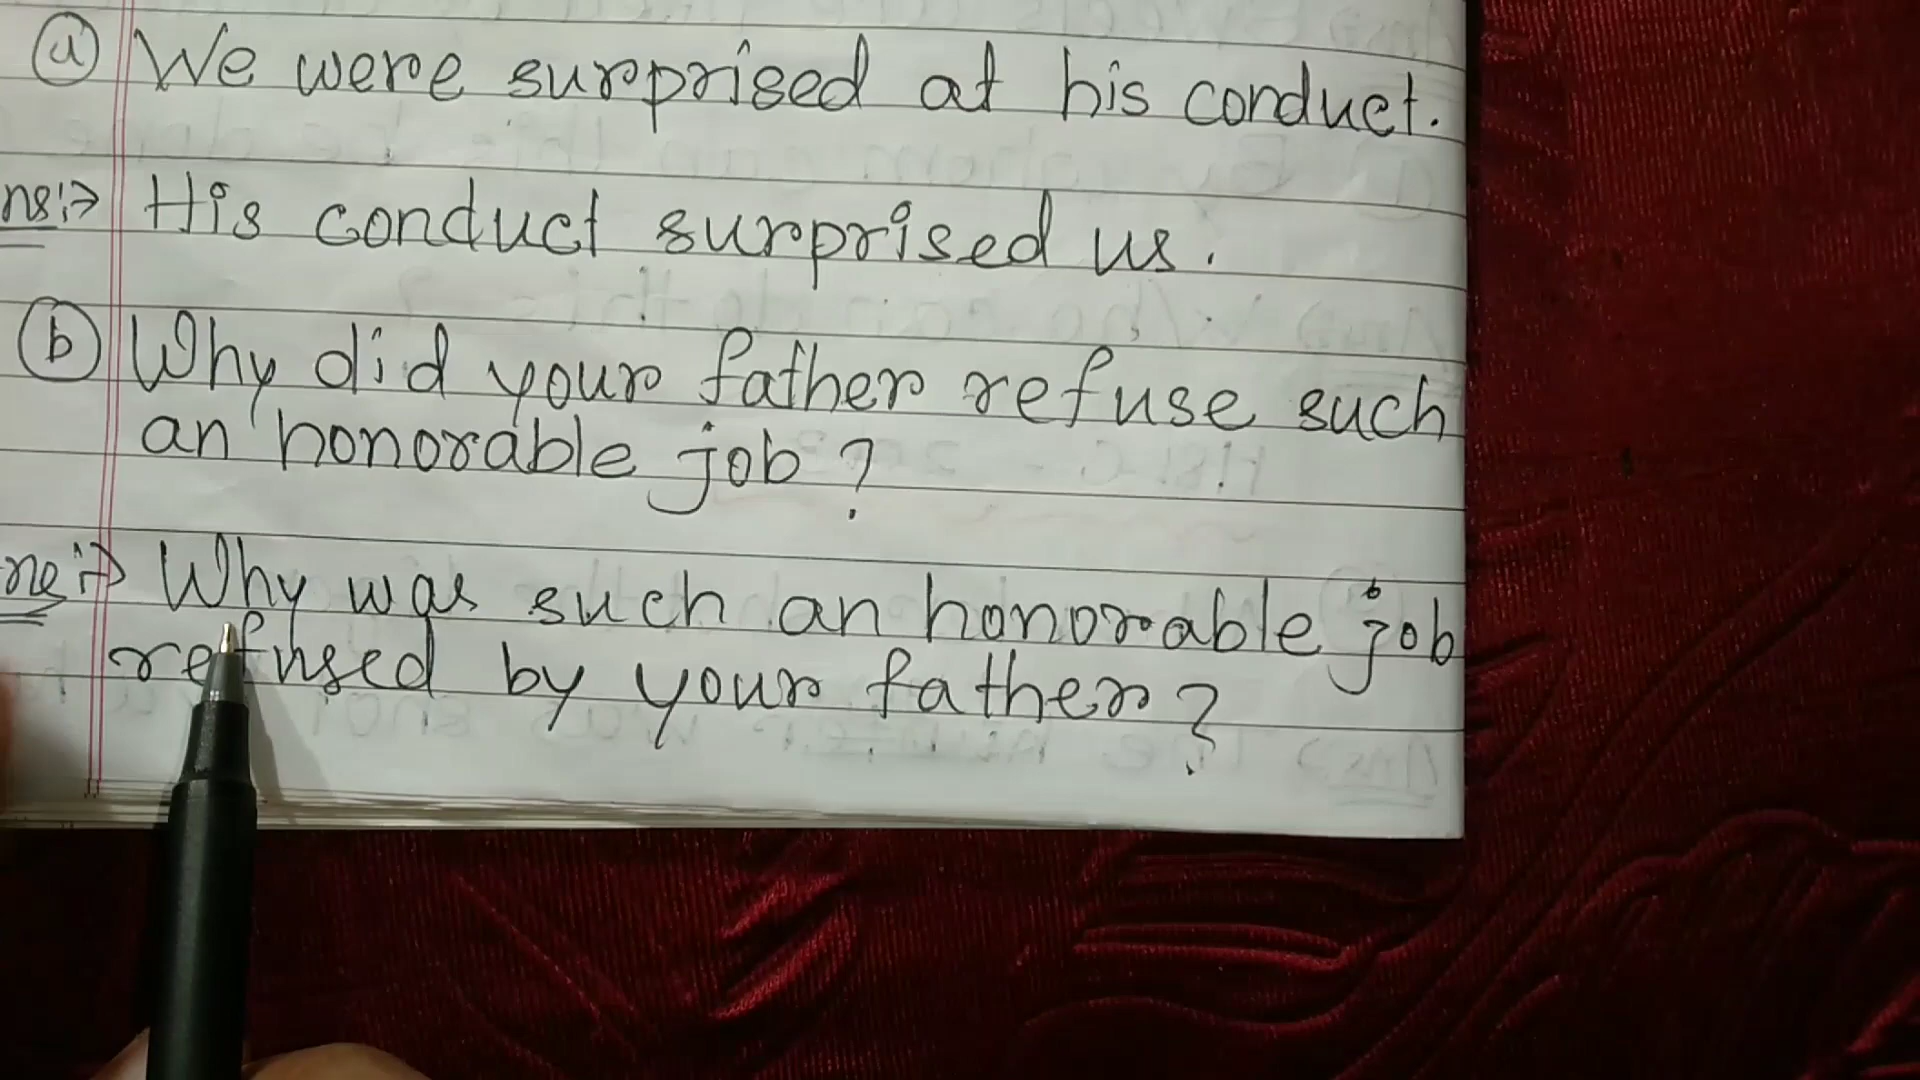 (a) We were surprised at his conduct.
ns:→ His conduct surprised us.
(b) Why did your father refuse such
an honorable job?
ns:→ Why was such an honorable job
refused by your father?